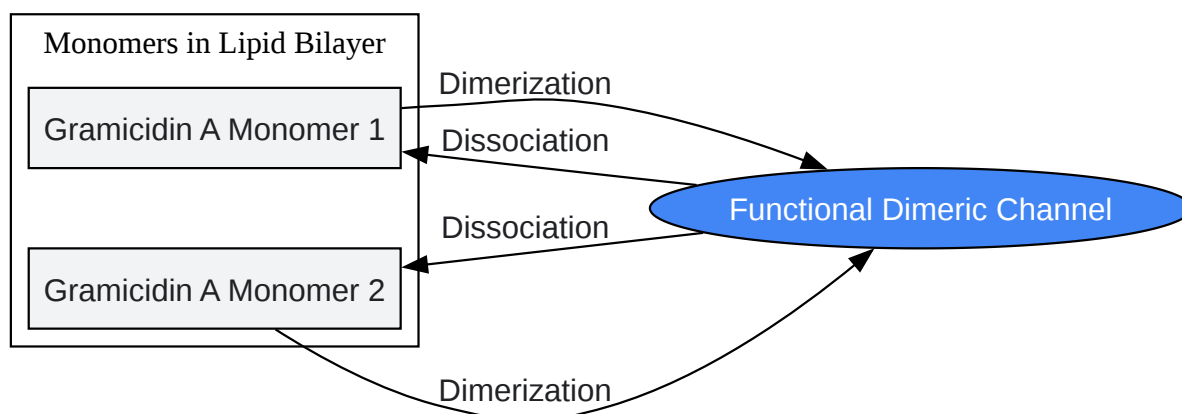 Monomers in Lipid Bilayer
Dimerization
Gramicidin A Monomer 1
Dissociation
Functional Dimeric Channel
Dissociation
Gramicidin A Monomer 2
Dimerization